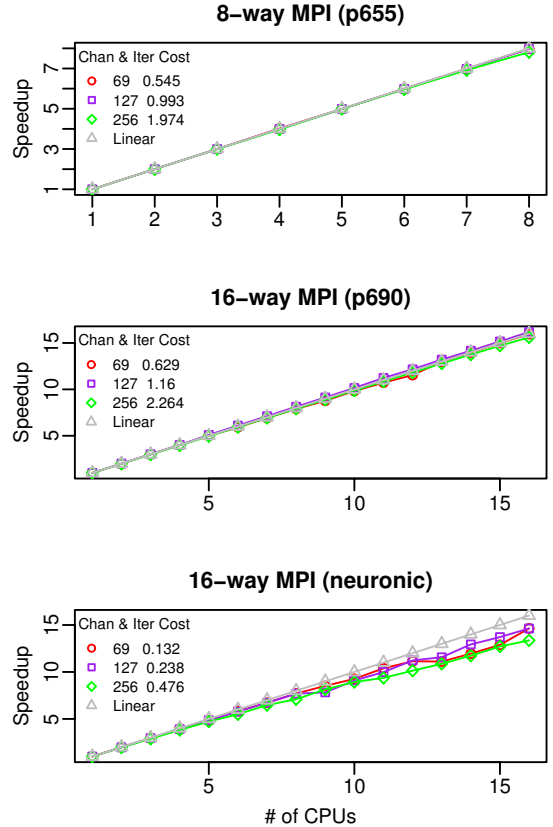 8−way MPI (p655)
Chan & Iter Cost
69 0.545
127 0.993
256 1.974
Linear
Speedup
1 3 5 7
1 2 3 4 5 6 7 8
16−way MPI (p690)
Chan & Iter Cost
69 0.629
127 1.16
256 2.264
Linear
Speedup
5 10 15
5 10 15
16−way MPI (neuronic)
Chan & Iter Cost
69 0.132
127 0.238
256 0.476
Linear
Speedup
5 10 15
5 10 15
# of CPUs